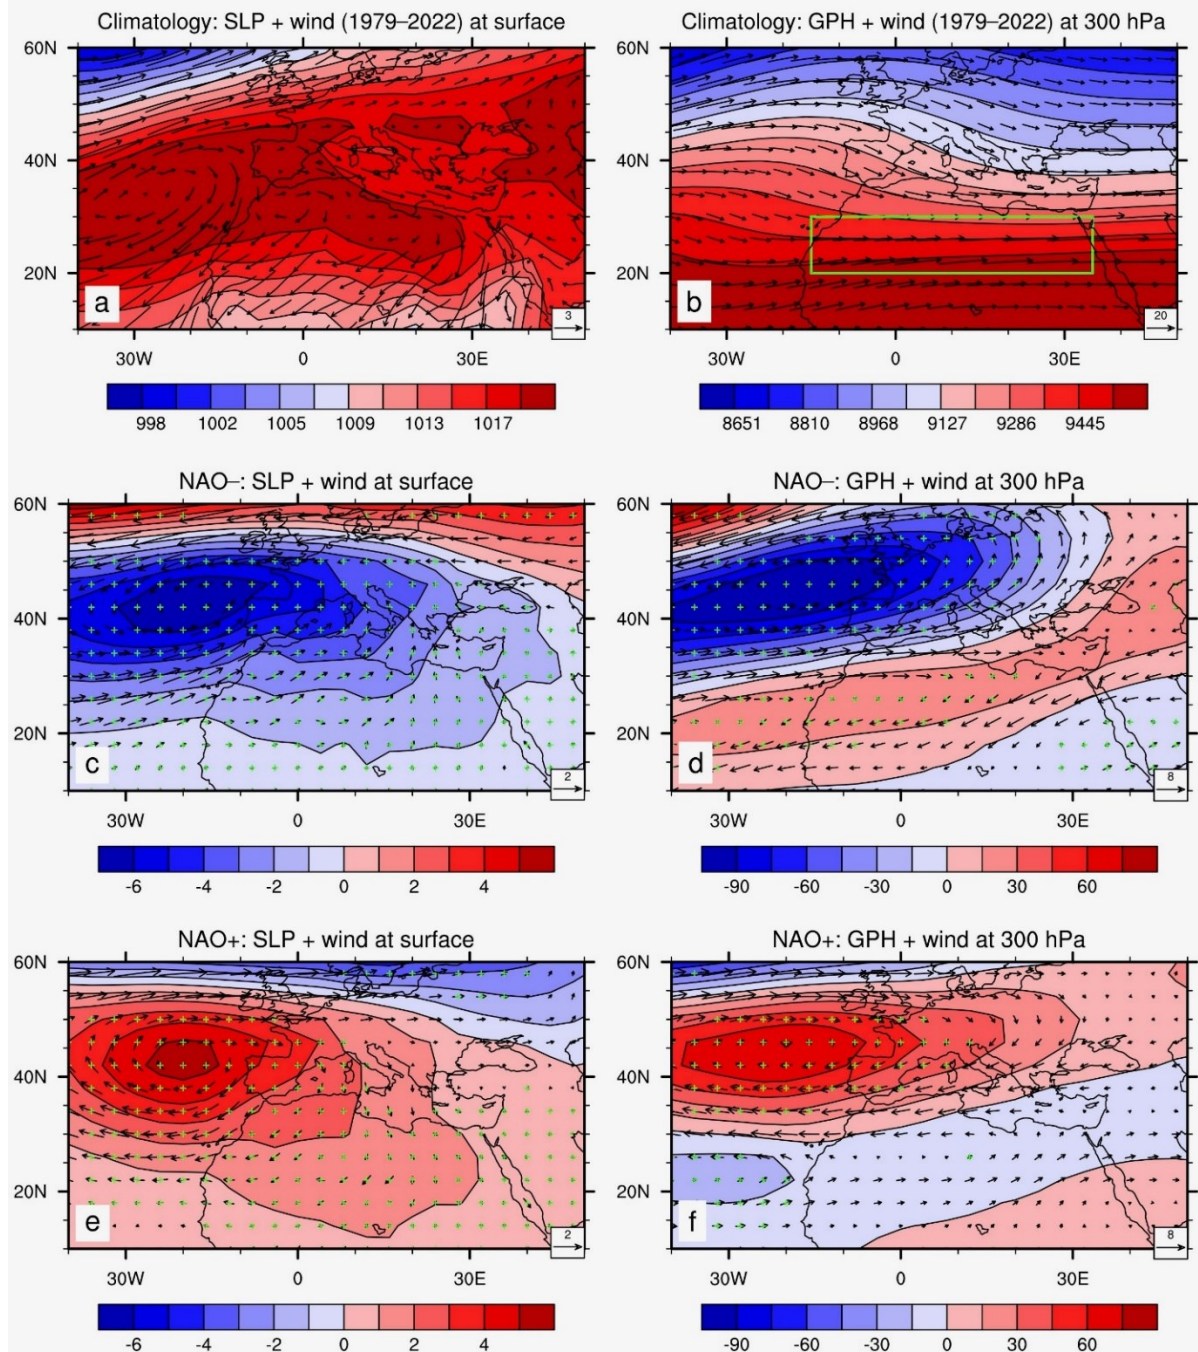 Climatology: SLP + wind (1979–2022) at surface
60N
40N
20N
a
3
30W 0 30E
998 1002 1005 1009 1013 1017
Climatology: GPH + wind (1979–2022) at 300 hPa
60N
40N
20N
b
20
30W 0 30E
8651 8810 8968 9127 9286 9445
NAO–: SLP + wind at surface
60N
40N
20N
c
2
30W 0 30E
-6 -4 -2 0 2 4
NAO–: GPH + wind at 300 hPa
60N
40N
20N
d
8
30W 0 30E
-90 -60 -30 0 30 60
NAO+: SLP + wind at surface
60N
40N
20N
e
2
30W 0 30E
-6 -4 -2 0 2 4
NAO+: GPH + wind at 300 hPa
60N
40N
20N
f
8
30W 0 30E
-90 -60 -30 0 30 60